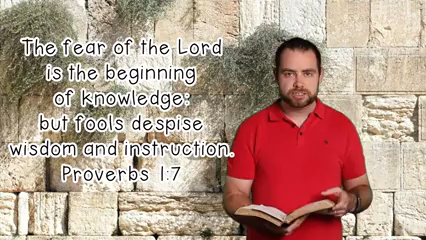 The fear of the Lord
is the beginning
of knowledge:
but fools despise
wisdom and instruction.
Proverbs 1:7